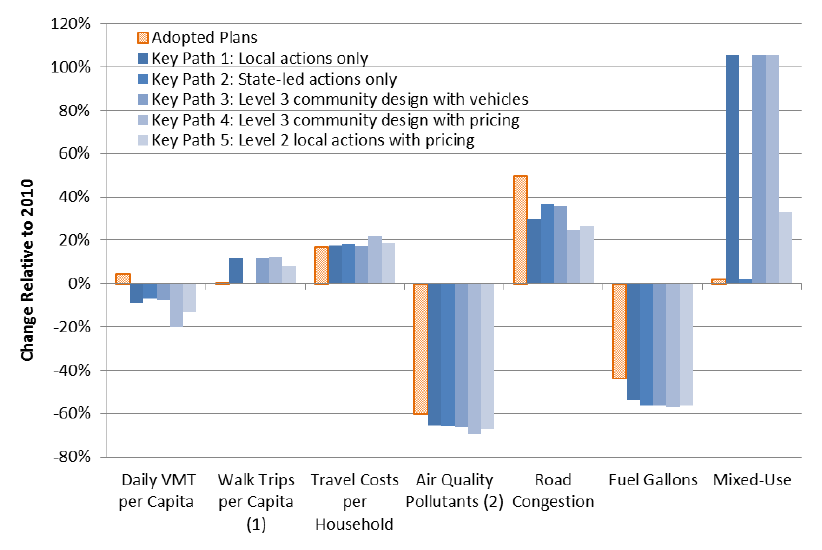 120%
100%
80%
60%
40%
20%
0%
-20%
-40%
-60%
-80%
Change Relative to 2010
Adopted Plans
Key Path 1: Local actions only
Key Path 2: State-led actions only
Key Path 3: Level 3 community design with vehicles
Key Path 4: Level 3 community design with pricing
Key Path 5: Level 2 local actions with pricing
Daily VMT
per Capita
Walk Trips
per Capita
(1)
Travel Costs
per
Household
Air Quality
Pollutants (2)
Road
Congestion
Fuel Gallons
Mixed-Use